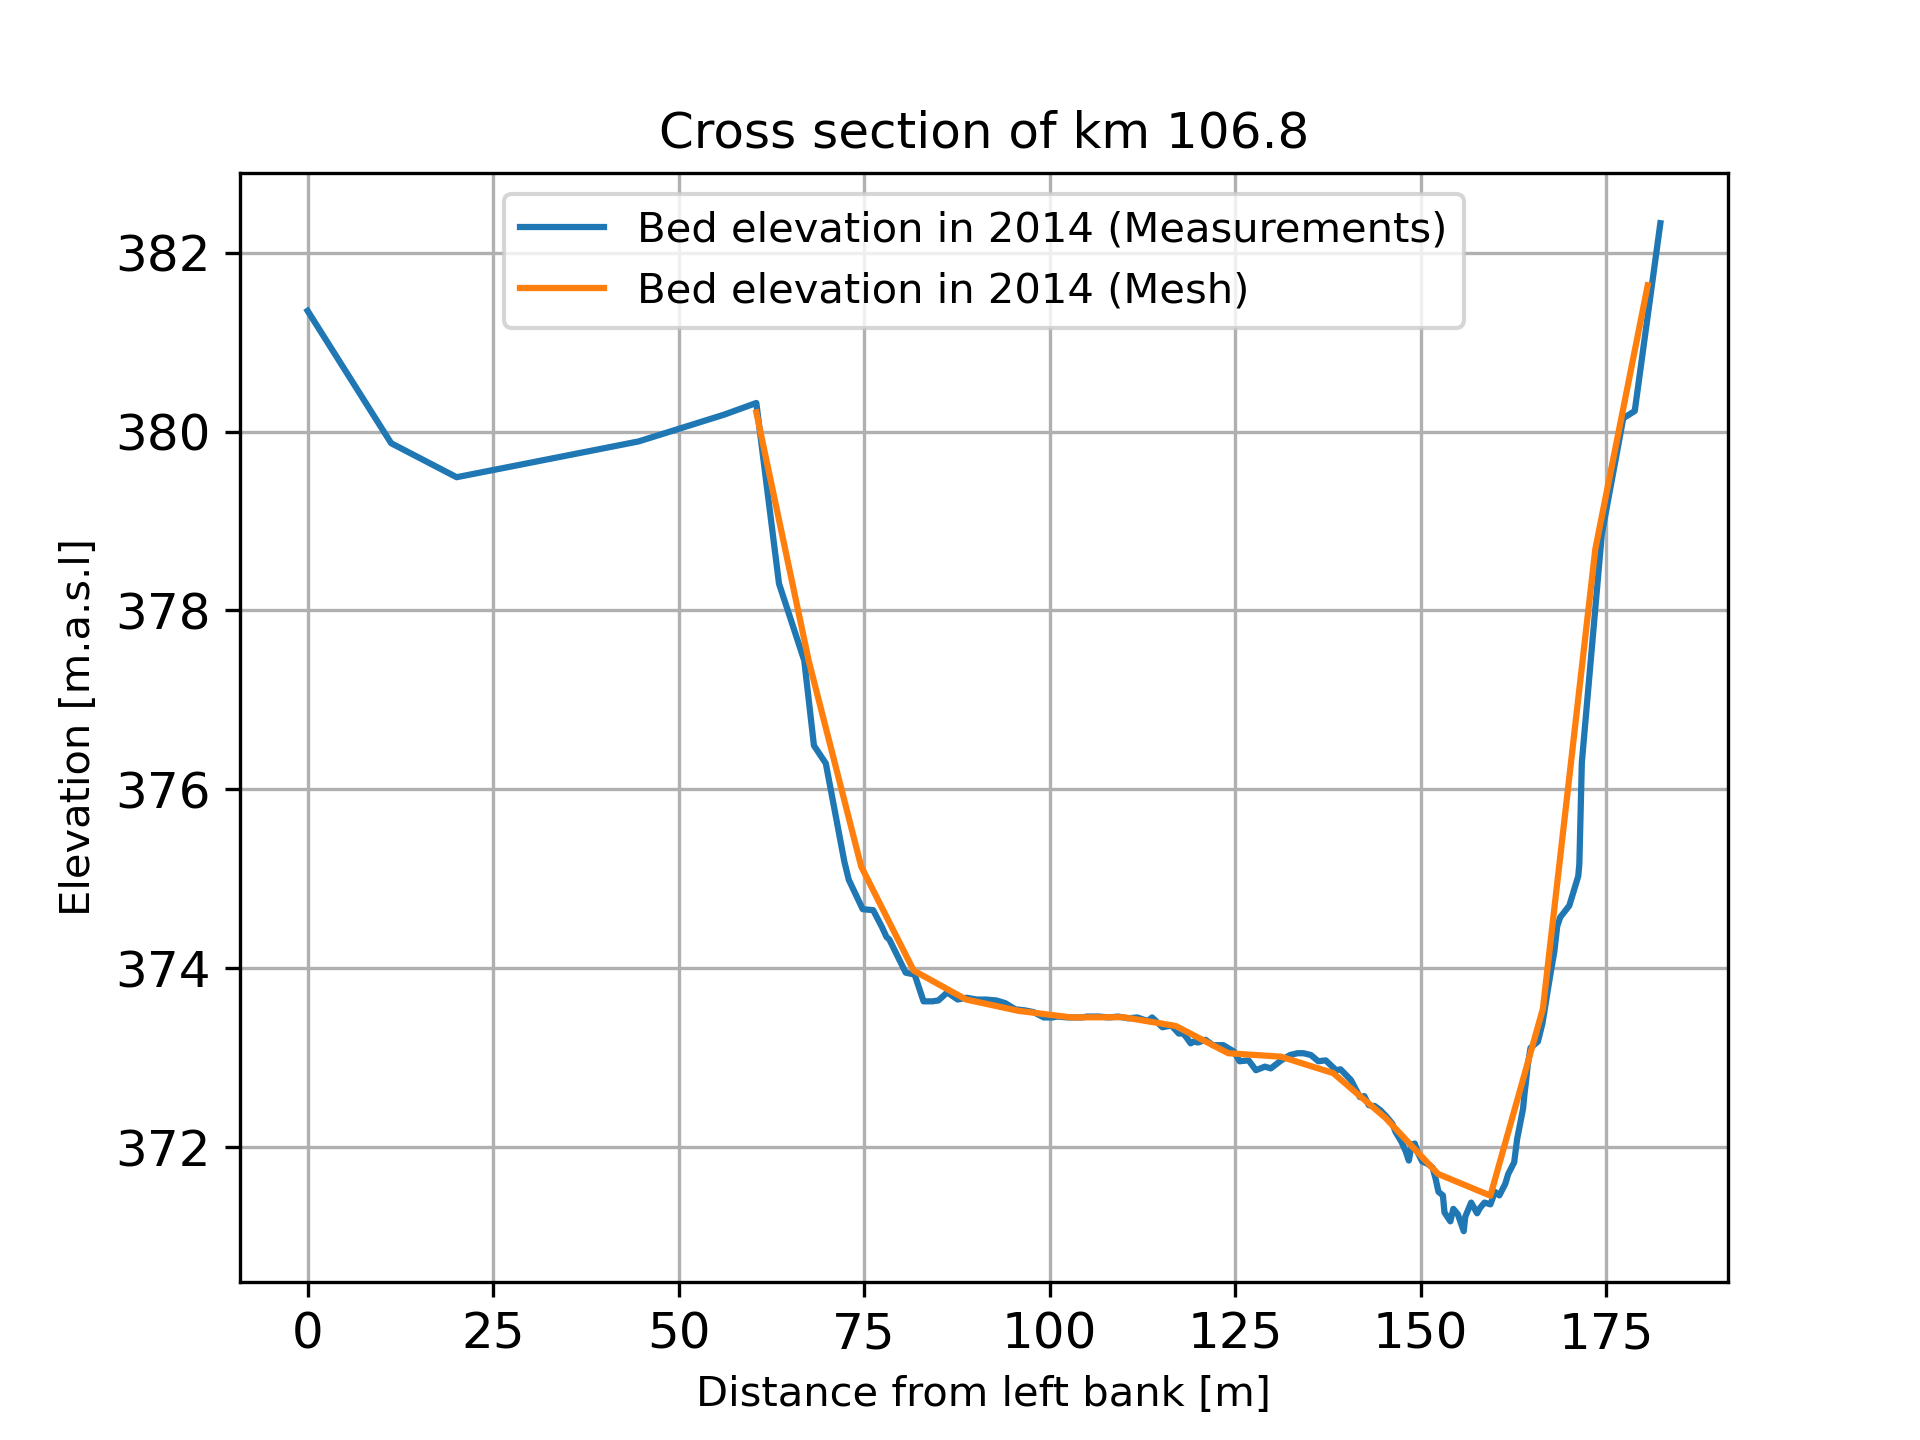 Cross section of km 106.8
Bed elevation in 2014 (Measurements)
Bed elevation in 2014 (Mesh)
Elevation [m.a.s.l]
382
380
378
376
374
372
0 25 50 75 100 125 150 175
Distance from left bank [m]